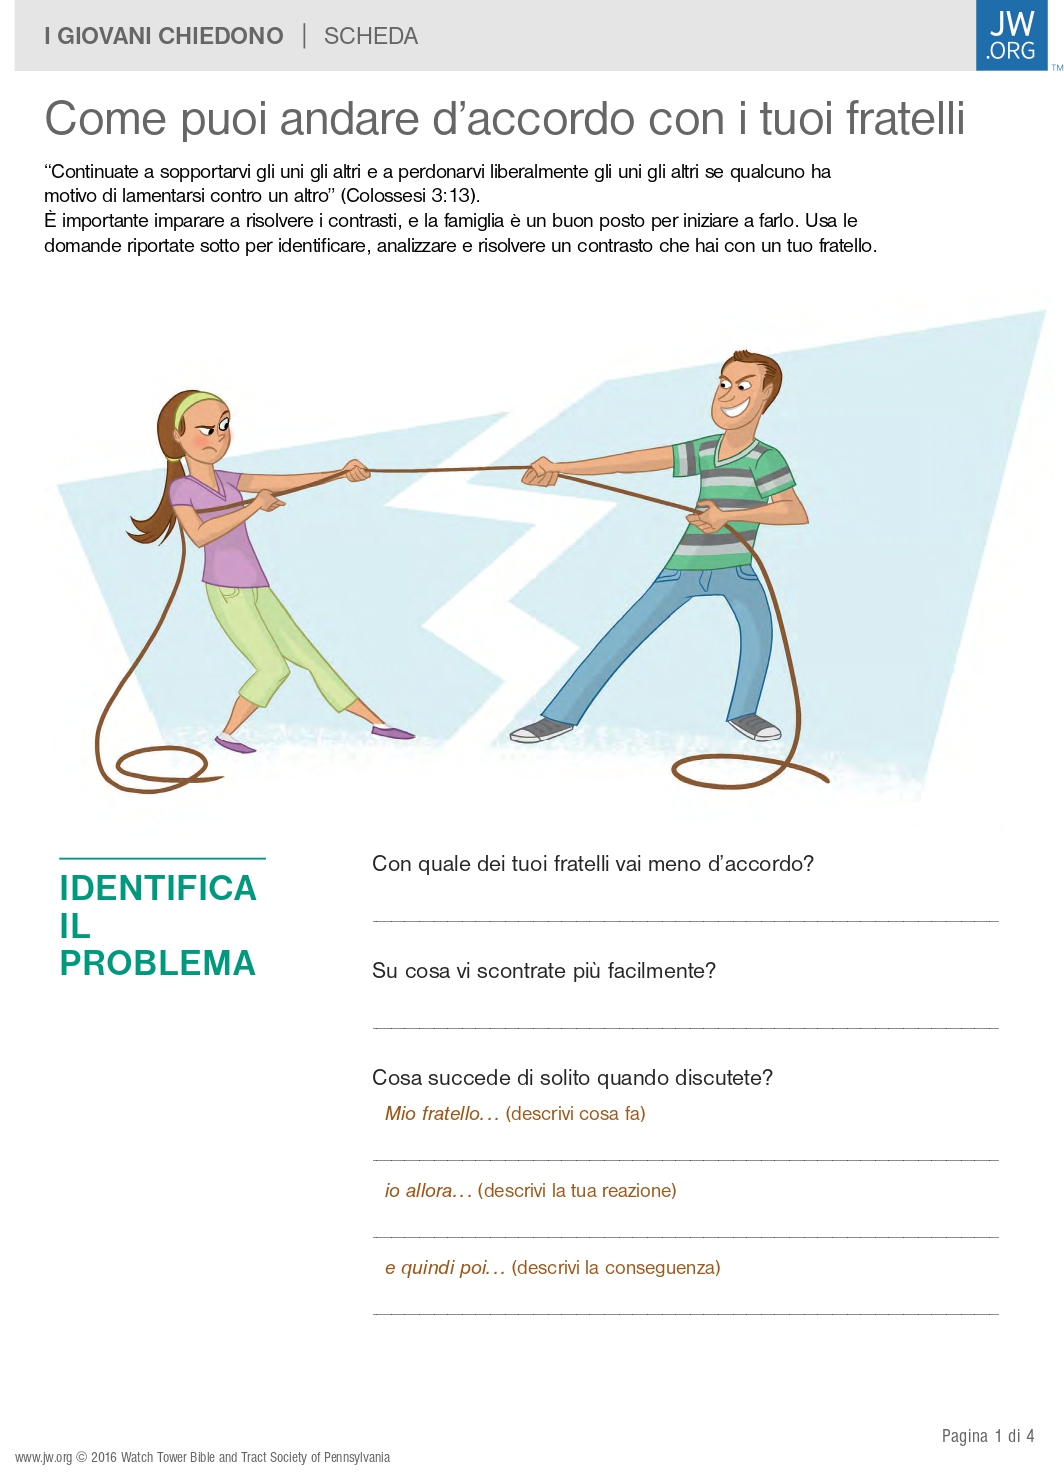 I GIOVANI CHIEDONO | SCHEDA
JW
.ORG
TM
Come puoi andare d’accordo con i tuoi fratelli
“Continuate a sopportarvi gli uni gli altri e a perdonarvi liberalmente gli uni gli altri se qualcuno ha
motivo di lamentarsi contro un altro” (Colossesi 3:13).
È importante imparare a risolvere i contrasti, e la famiglia è un buon posto per iniziare a farlo. Usa le
domande riportate sotto per identificare, analizzare e risolvere un contrasto che hai con un tuo fratello.
IDENTIFICA
IL
PROBLEMA
Con quale dei tuoi fratelli vai meno d’accordo?
Su cosa vi scontrate più facilmente?
Cosa succede di solito quando discutete?
Mio fratello... (descrivi cosa fa)
io allora... (descrivi la tua reazione)
e quindi poi... (descrivi la conseguenza)
Pagina 1 di 4
www.jw.org © 2016 Watch Tower Bible and Tract Society of Pennsylvania